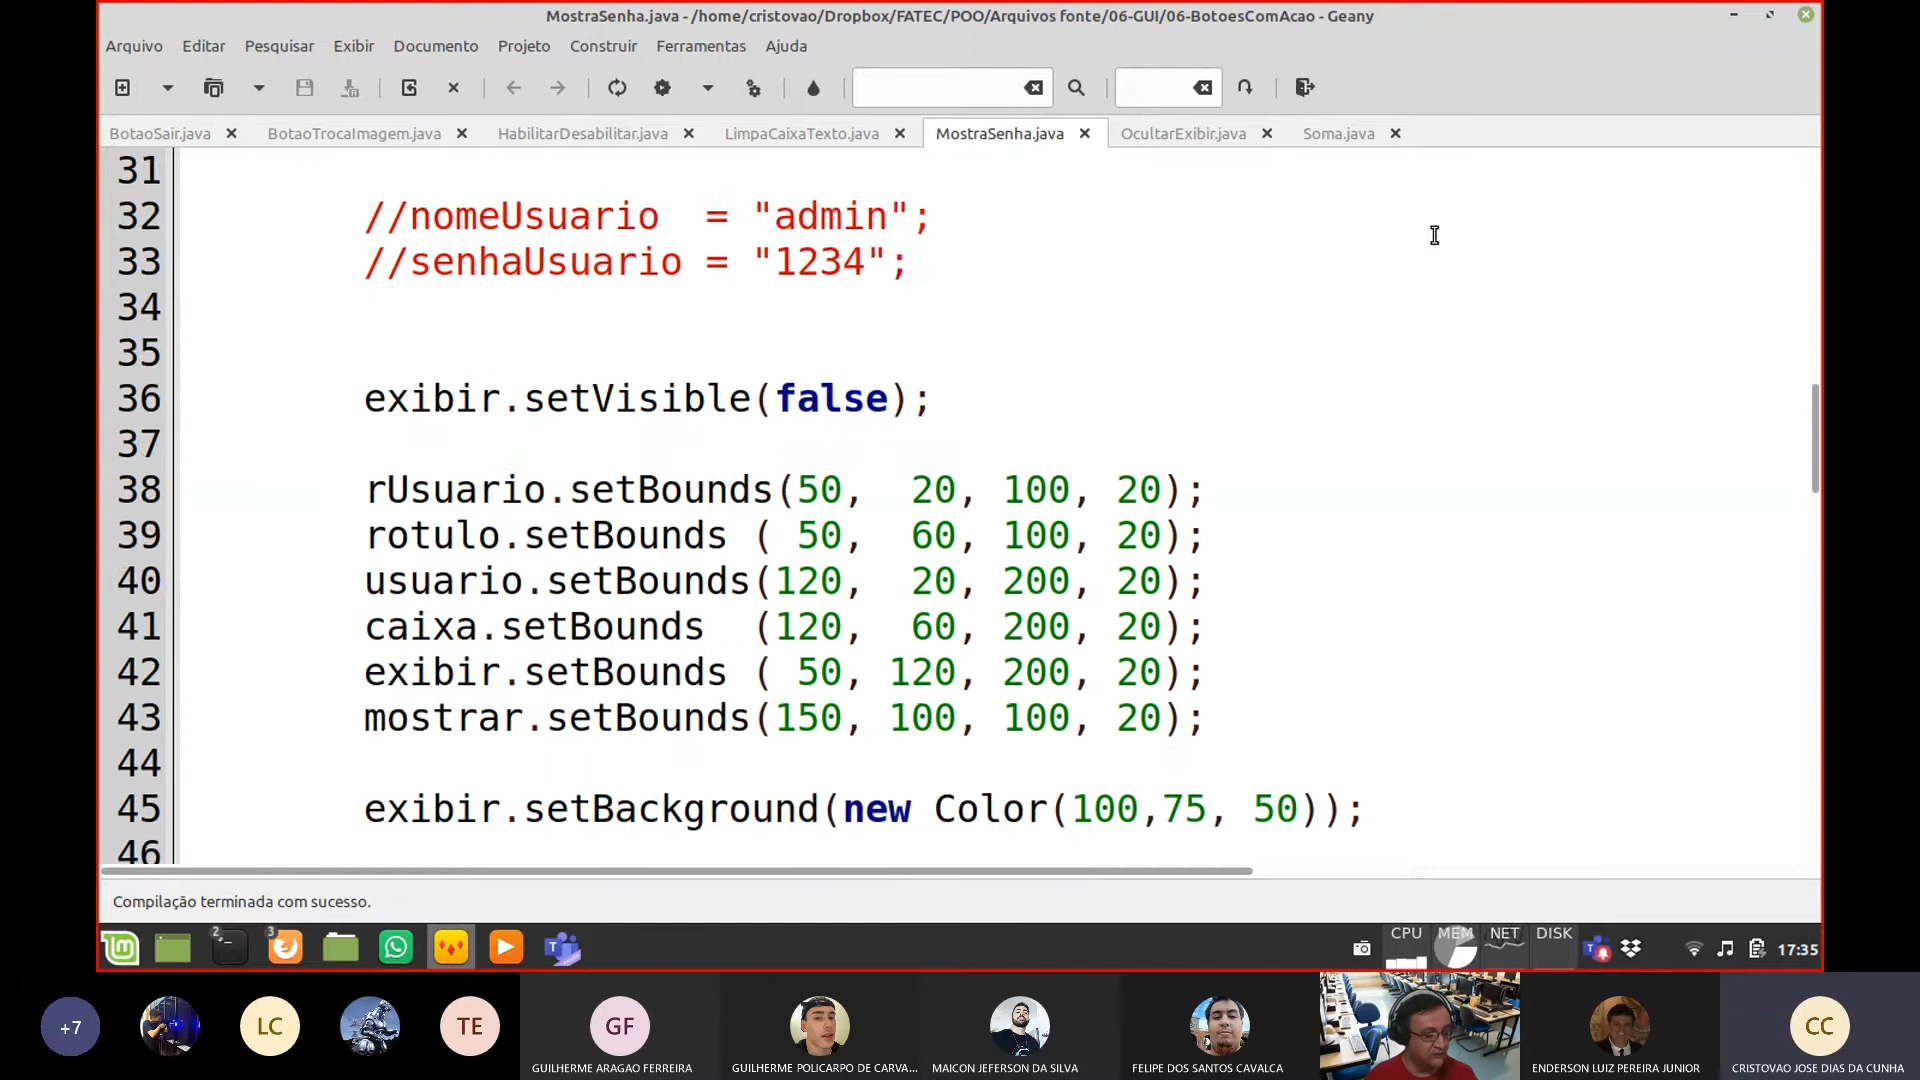 MostraSenha.java - /home/cristovao/Dropbox/FATEC/POO/Arquivos fonte/06-GUI/06-BotoesComAcao - Geany
Arquivo Editar Pesquisar Exibir Documento Projeto Construir Ferramentas Ajuda
BotaoSair.java BotaoTrocaImagem.java HabilitarDesabilitar.java LimpaCaixaTexto.java MostraSenha.java OcultarExibir.java Soma.java
31
32 //nomeUsuario  = "admin";
33 //senhaUsuario = "1234";
34
35
36 exibir.setVisible(false);
37
38 rUsuario.setBounds(50,  20, 100, 20);
39 rotulo.setBounds ( 50,  60, 100, 20);
40 usuario.setBounds(120,  20, 200, 20);
41 caixa.setBounds  (120,  60, 200, 20);
42 exibir.setBounds ( 50, 120, 200, 20);
43 mostrar.setBounds(150, 100, 100, 20);
44
45 exibir.setBackground(new Color(100,75, 50));
46
Compilação terminada com sucesso.
2 3 CPU MEM NET DISK 17:35
+7 LC TE GF CC
GUILHERME ARAGAO FERREIRA GUILHERME POLICARPO DE CARVA... MAICON JEFERSON DA SILVA FELIPE DOS SANTOS CAVALCA ENDERSON LUIZ PEREIRA JUNIOR CRISTOVAO JOSE DIAS DA CUNHA